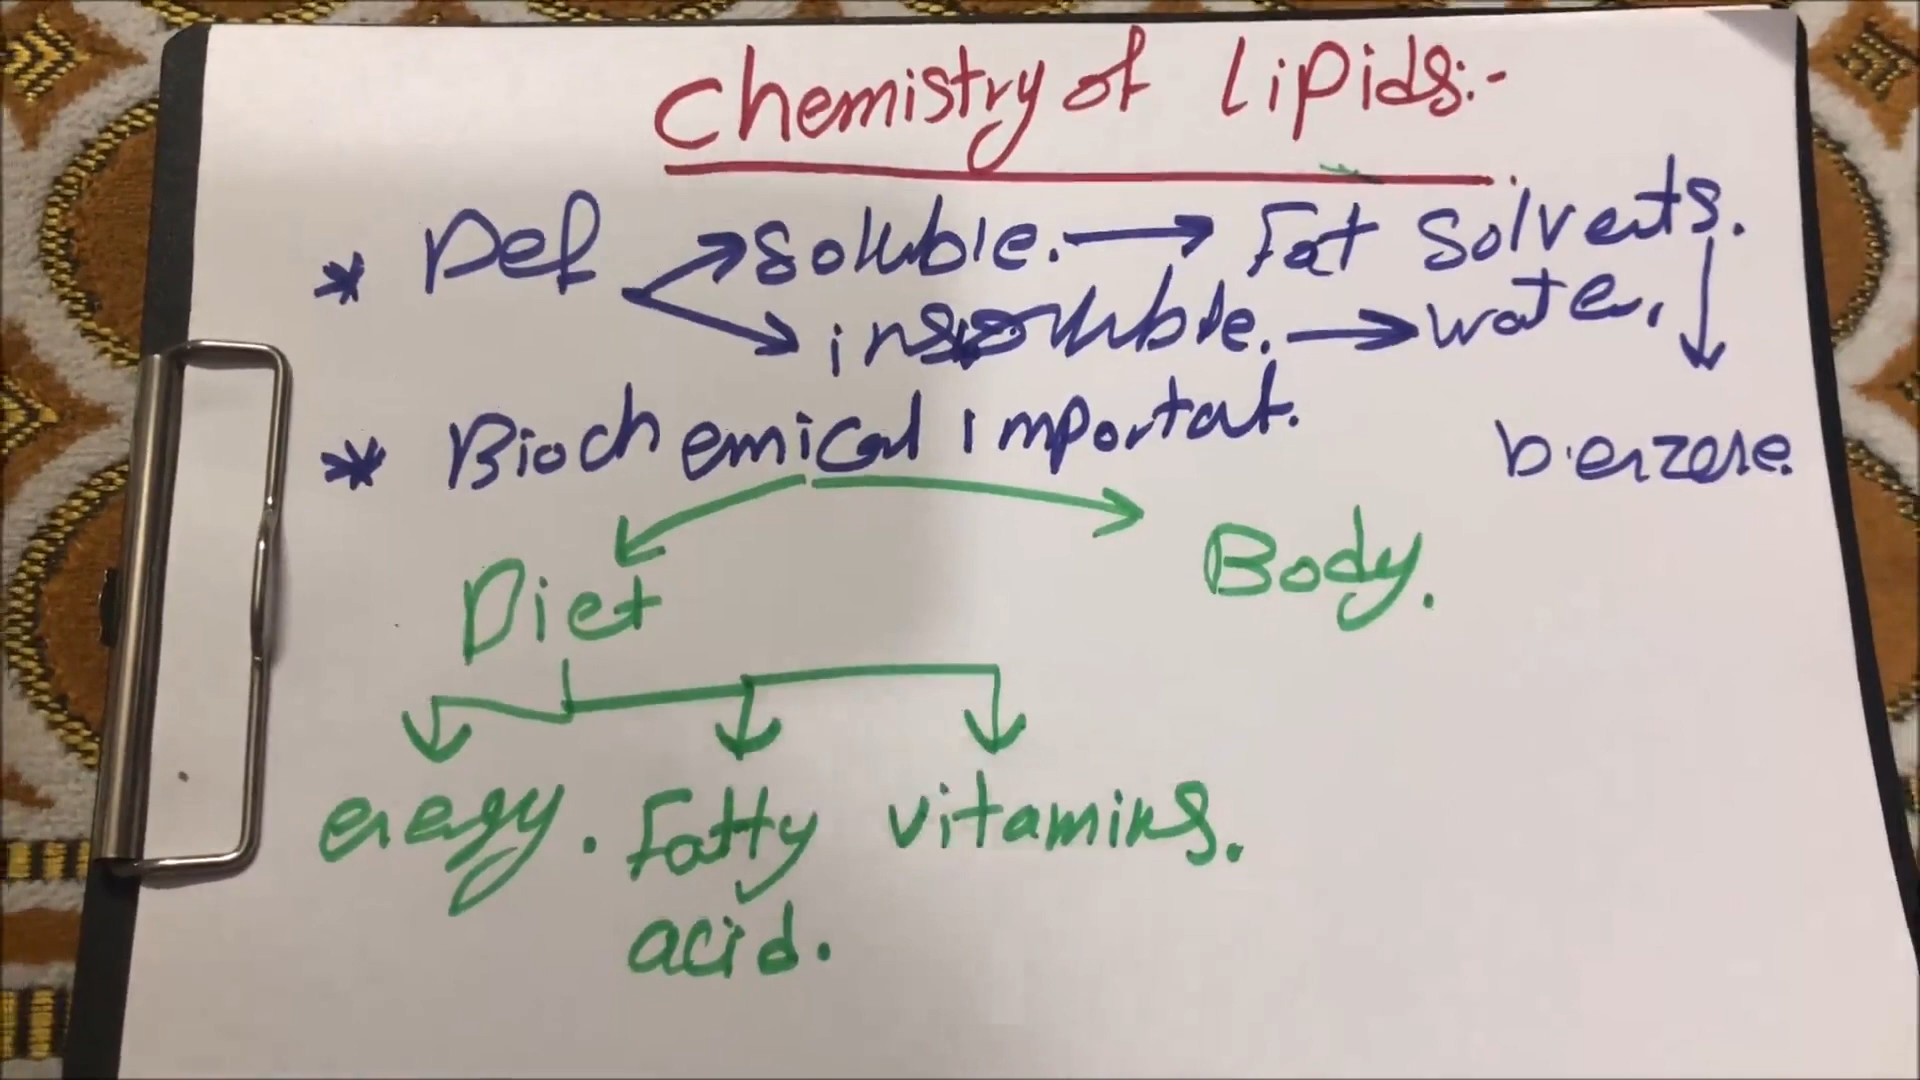 Chemistry of Lipids:-
* Def → Soluble. → Fat Solvents.
insoluble. → water.
↓
benzene.
* Biochemical importat.
Diet
Body.
energy. Fatty vitamins.
acid.